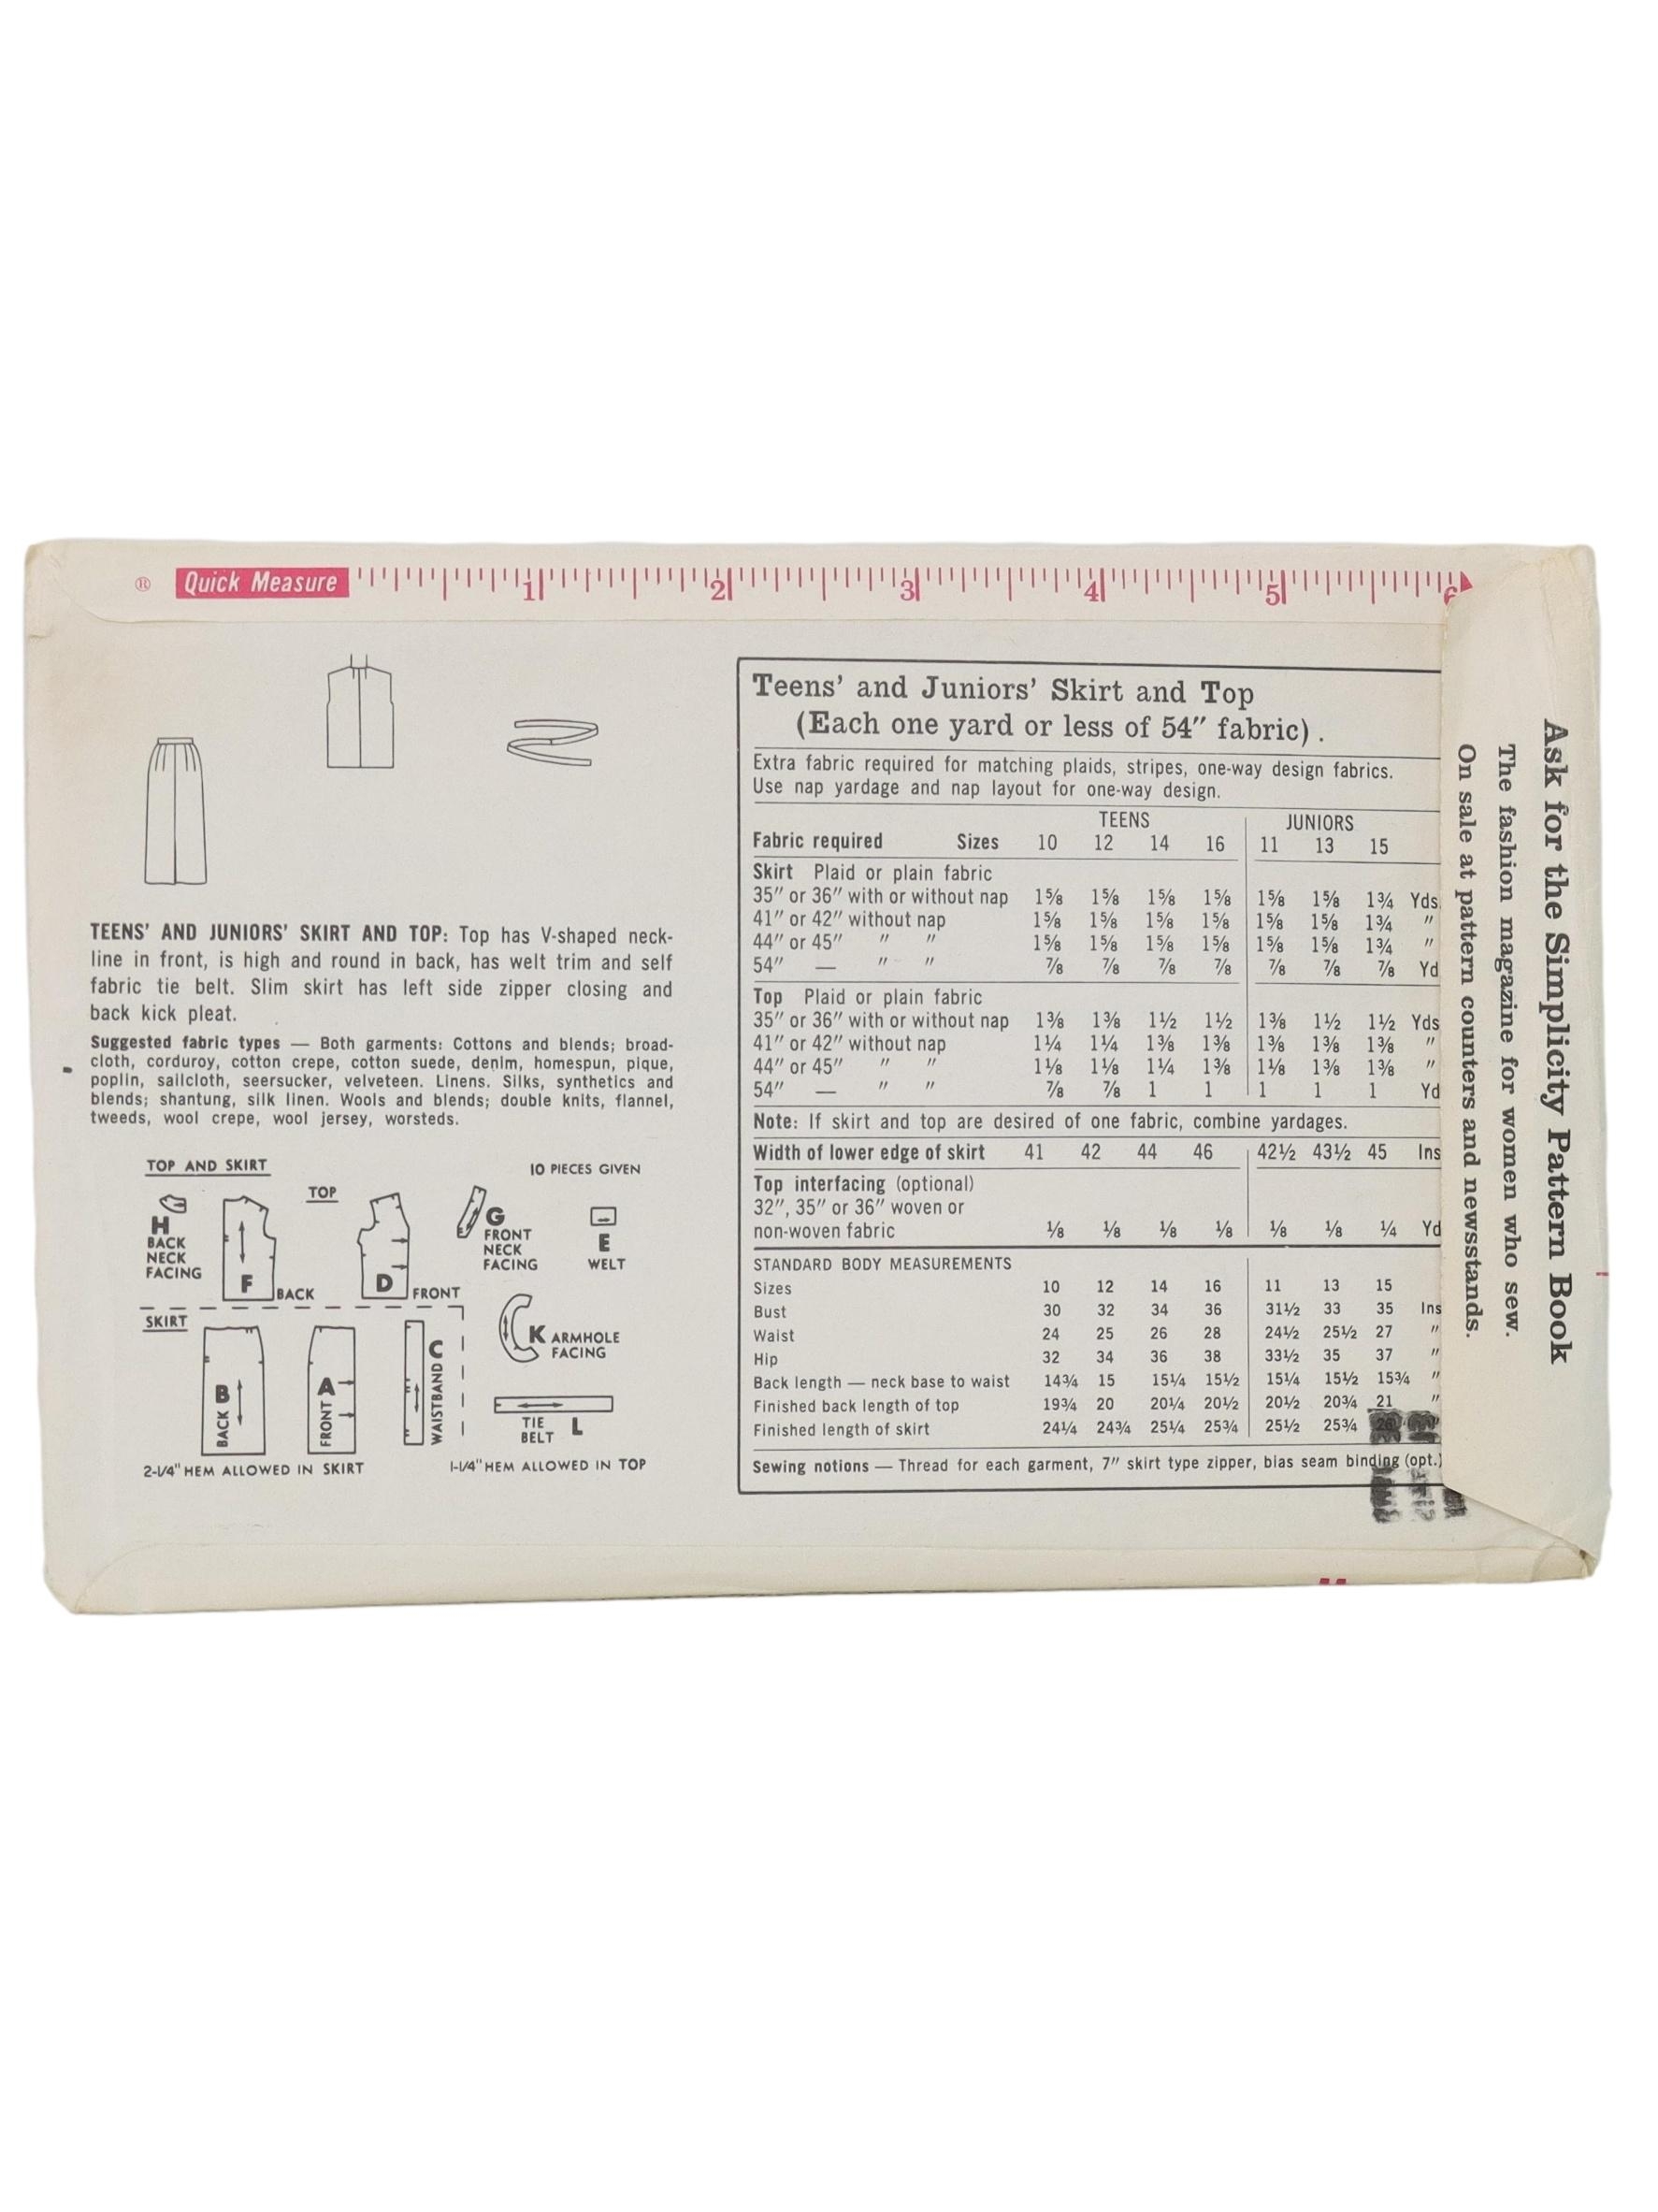 ® Quick Measure 1 2 3 4 5 6
TEENS' AND JUNIORS' SKIRT AND TOP: Top has V-shaped neck-
line in front, is high and round in back, has welt trim and self
fabric tie belt. Slim skirt has left side zipper closing and
back kick pleat.
Suggested fabric types — Both garments: Cottons and blends; broad-
cloth, corduroy, cotton crepe, cotton suede, denim, homespun, pique,
poplin, sailcloth, seersucker, velveteen. Linens. Silks, synthetics and
blends; shantung, silk linen. Wools and blends; double knits, flannel,
tweeds, wool crepe, wool jersey, worsteds.
TOP AND SKIRT
10 PIECES GIVEN
TOP
H
BACK
NECK
FACING
F BACK
D FRONT
G
FRONT
NECK
FACING
E
WELT
SKIRT
B
BACK
A
FRONT
C
WAISTBAND
K ARMHOLE
FACING
TIE
BELT L
2-1/4" HEM ALLOWED IN SKIRT
1-1/4" HEM ALLOWED IN TOP
Teens' and Juniors' Skirt and Top
(Each one yard or less of 54" fabric).
Extra fabric required for matching plaids, stripes, one-way design fabrics.
Use nap yardage and nap layout for one-way design.
TEENS JUNIORS
Fabric required Sizes 10 12 14 16 11 13 15
Skirt Plaid or plain fabric
35" or 36" with or without nap 1⅝ 1⅝ 1⅝ 1⅝ 1⅝ 1⅝ 1¾ Yds.
41" or 42" without nap 1⅝ 1⅝ 1⅝ 1⅝ 1⅝ 1⅝ 1¾ "
44" or 45" " " 1⅝ 1⅝ 1⅝ 1⅝ 1⅝ 1⅝ 1¾ "
54" — " " ⅞ ⅞ ⅞ ⅞ ⅞ ⅞ ⅞ Yd
Top Plaid or plain fabric
35" or 36" with or without nap 1⅜ 1⅜ 1½ 1½ 1⅜ 1½ 1½ Yds
41" or 42" without nap 1¼ 1¼ 1⅜ 1⅜ 1⅜ 1⅜ 1⅜ "
44" or 45" " " 1⅛ 1⅛ 1¼ 1⅜ 1⅛ 1⅜ 1⅜ "
54" — " " ⅞ ⅞ 1 1 1 1 1 Yd
Note: If skirt and top are desired of one fabric, combine yardages.
Width of lower edge of skirt 41 42 44 46 42½ 43½ 45 Ins
Top interfacing (optional)
32", 35" or 36" woven or
non-woven fabric ⅛ ⅛ ⅛ ⅛ ⅛ ⅛ ¼ Yd
STANDARD BODY MEASUREMENTS
Sizes 10 12 14 16 11 13 15
Bust 30 32 34 36 31½ 33 35 Ins
Waist 24 25 26 28 24½ 25½ 27 "
Hip 32 34 36 38 33½ 35 37 "
Back length — neck base to waist 14¾ 15 15¼ 15½ 15¼ 15½ 15¾ "
Finished back length of top 19¾ 20 20¼ 20½ 20½ 20¾ 21 "
Finished length of skirt 24¼ 24¾ 25¼ 25¾ 25½ 25¾ 26 "
Sewing notions — Thread for each garment, 7" skirt type zipper, bias seam binding (opt.)
Ask for the Simplicity Pattern Book
The fashion magazine for women who sew.
On sale at pattern counters and newsstands.